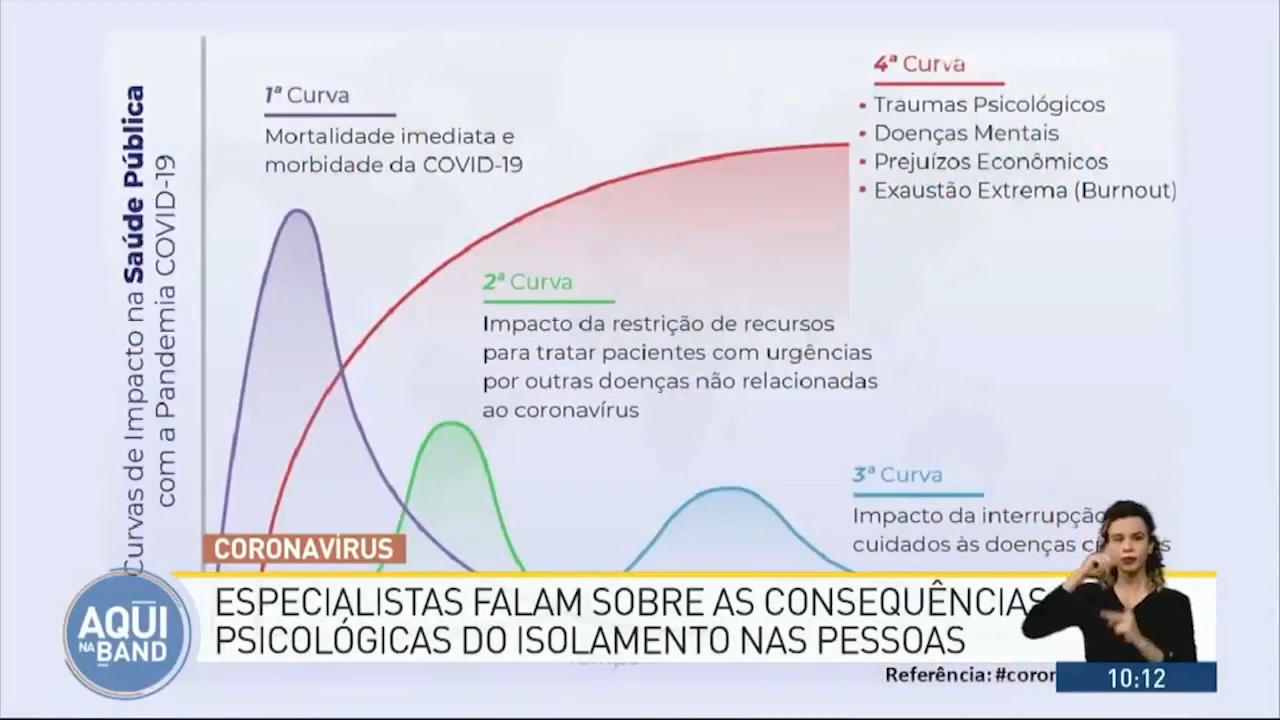 Curvas de Impacto na Saúde Pública
com a Pandemia COVID-19
1ª Curva
Mortalidade imediata e
morbidade da COVID-19
4ª Curva
• Traumas Psicológicos
• Doenças Mentais
• Prejuízos Econômicos
• Exaustão Extrema (Burnout)
2ª Curva
Impacto da restrição de recursos
para tratar pacientes com urgências
por outras doenças não relacionadas
ao coronavírus
3ª Curva
Impacto da interrupção
cuidados às doenças
CORONAVÍRUS
ESPECIALISTAS FALAM SOBRE AS CONSEQUÊNCIAS
PSICOLÓGICAS DO ISOLAMENTO NAS PESSOAS
AQUI
NA BAND
Referência: #coron
10:12